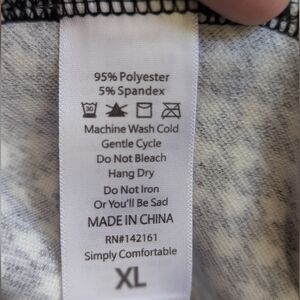 95% Polyester
5% Spandex
30
Machine Wash Cold
Gentle Cycle
Do Not Bleach
Hang Dry
Do Not Iron
Or You'll Be Sad
MADE IN CHINA
RN#142161
Simply Comfortable
XL